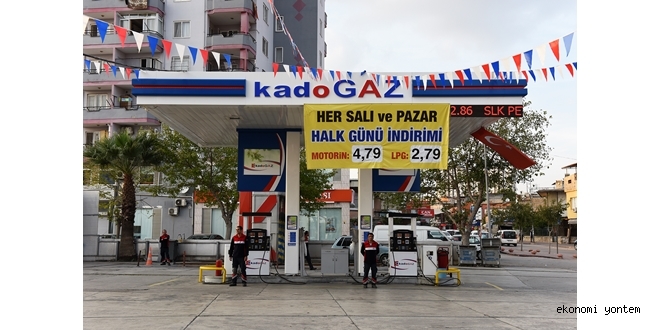 kadoGAZ
HER SALI ve PAZAR
HALK GÜNÜ İNDİRİMİ
MOTORİN: 4,79 LPG: 2,79
2.86 SLK PE
kadoGAZ
ekonomi yontem